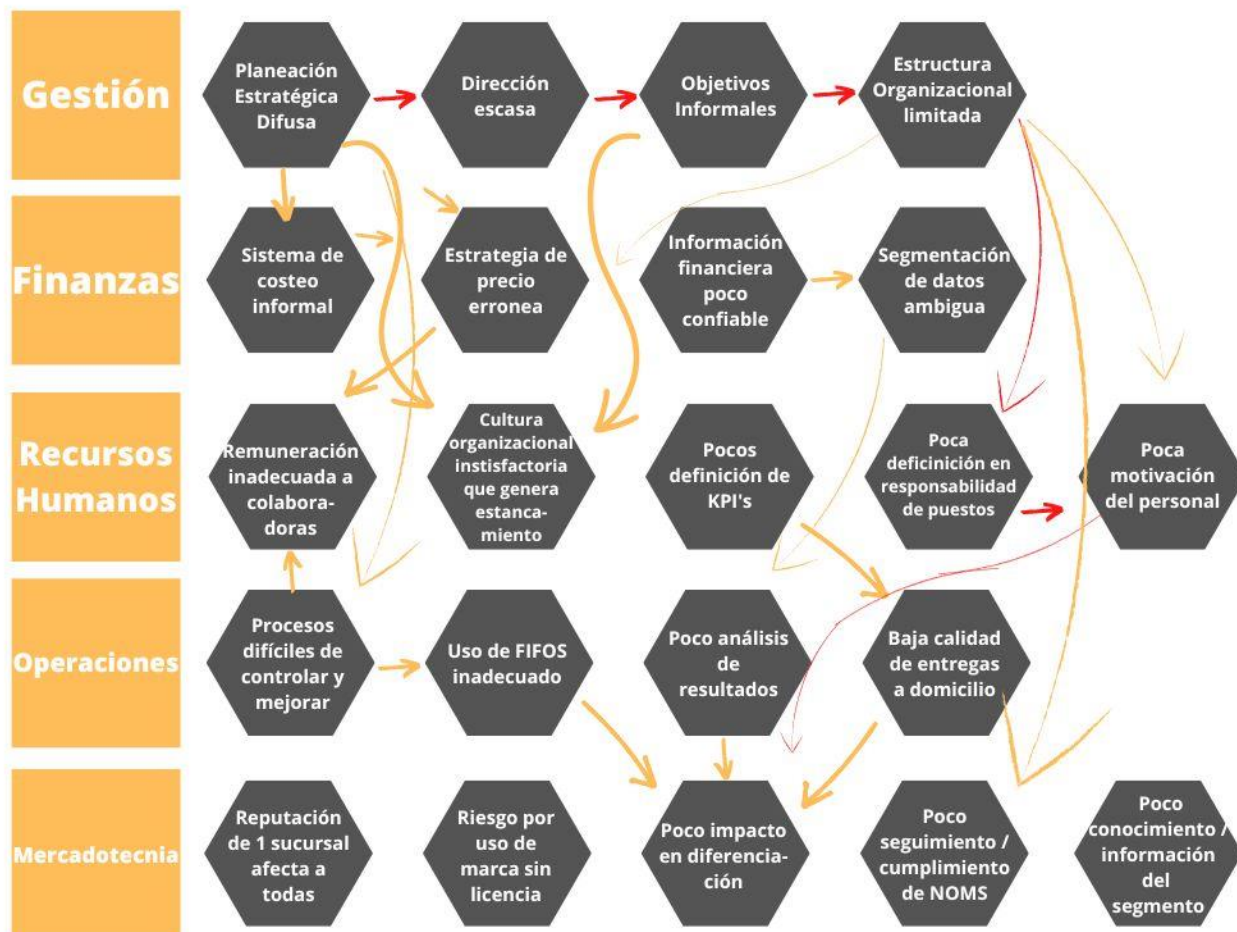 Gestión
Planeación
Estratégica
Difusa
Dirección
escasa
Objetivos
Informales
Estructura
Organizacional
limitada
Finanzas
Sistema de
costeo
informal
Estrategia de
precio
erronea
Información
financiera
poco
confiable
Segmentación
de datos
ambigua
Recursos
Humanos
Remuneración
inadecuada a
colabora-
doras
Cultura
organizacional
instisfactoria
que genera
estanca-
miento
Pocos
definición de
KPI's
Poca
deficinición en
responsabilidad
de puestos
Poca
motivación
del personal
Operaciones
Procesos
difíciles de
controlar y
mejorar
Uso de FIFOS
inadecuado
Poco análisis
de
resultados
Baja calidad
de entregas
a domicilio
Mercadotecnia
Reputación
de 1 sucursal
afecta a
todas
Riesgo por
uso de
marca sin
licencia
Poco impacto
en diferencia-
ción
Poco
seguimiento /
cumplimiento
de NOMS
Poco
conocimiento /
información
del
segmento